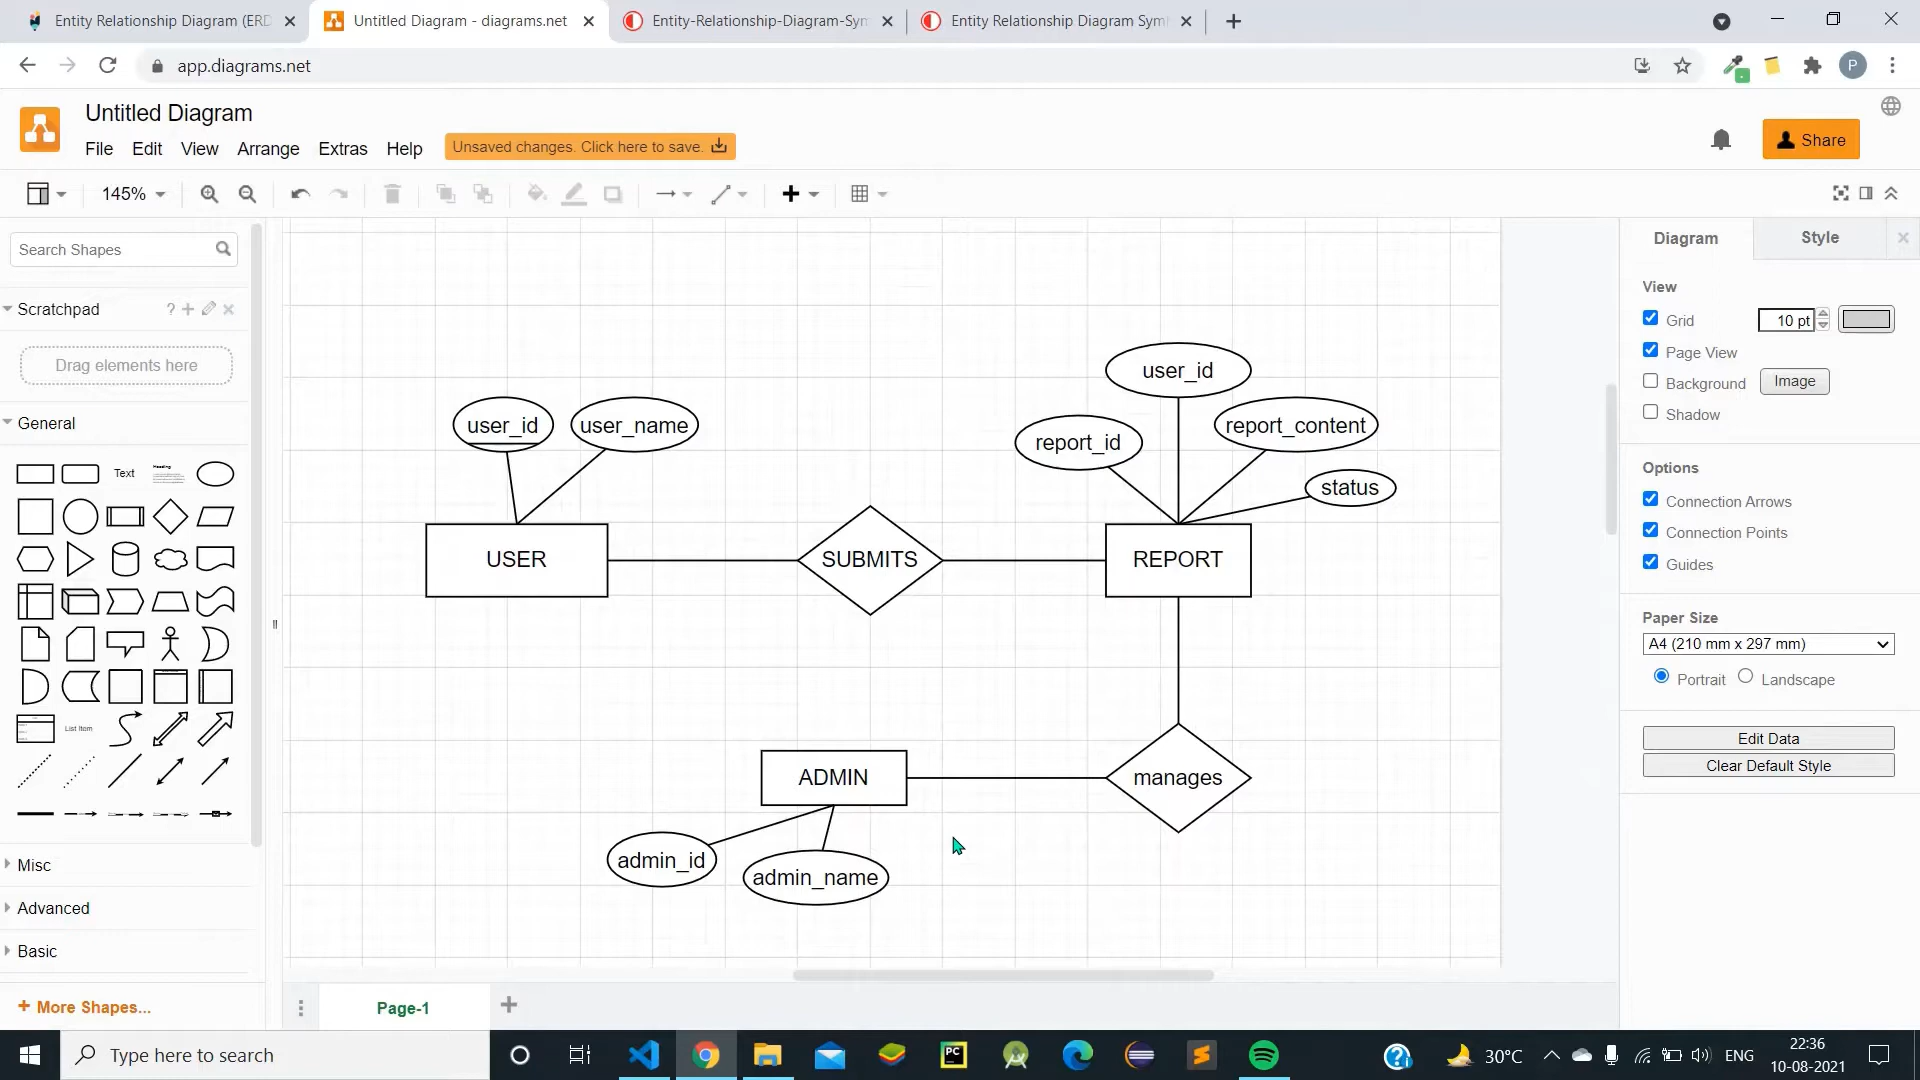 Entity Relationship Diagram (ERD
Untitled Diagram - diagrams.net
Entity-Relationship-Diagram-Sym
Entity Relationship Diagram Symb
app.diagrams.net
P
Untitled Diagram
File Edit View Arrange Extras Help
Unsaved changes. Click here to save.
Share
145%
Search Shapes
Scratchpad
?
Drag elements here
General
Text
Heading
List Item
Misc
Advanced
Basic
+ More Shapes...
user_id
user_name
user_id
report_id
report_content
status
USER
SUBMITS
REPORT
ADMIN
manages
admin_id
admin_name
Page-1
Diagram
Style
View
Grid
10 pt
Page View
Background
Image
Shadow
Options
Connection Arrows
Connection Points
Guides
Paper Size
A4 (210 mm x 297 mm)
Portrait
Landscape
Edit Data
Clear Default Style
Type here to search
PC
?
30°C
ENG
22:36
10-08-2021